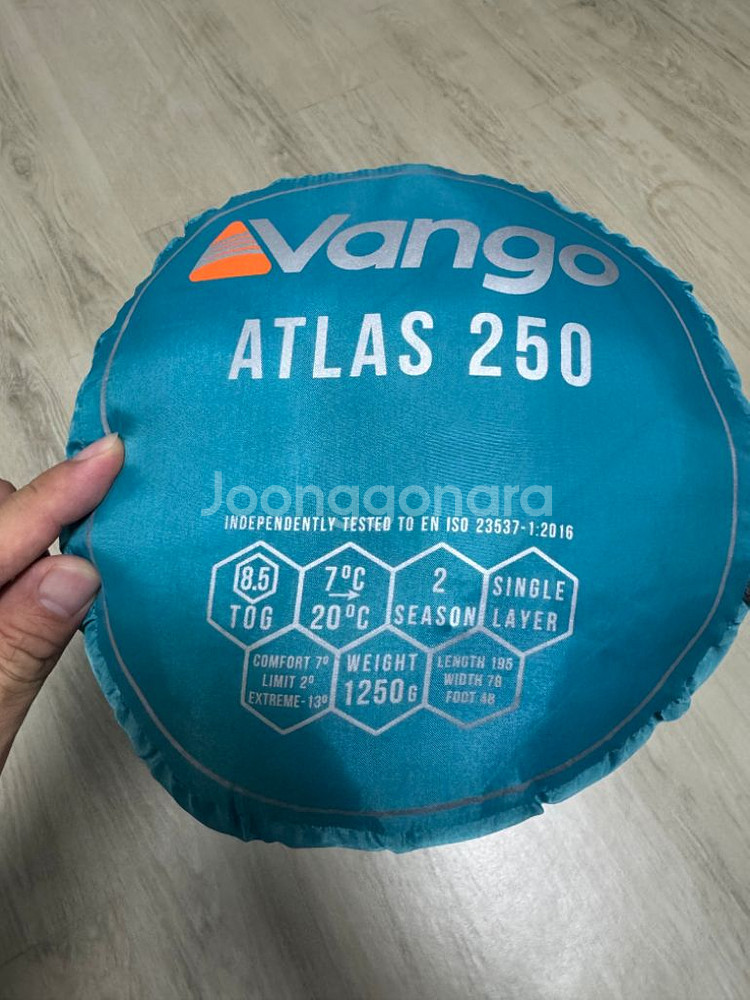 Vango
ATLAS 250
Joonggonara
INDEPENDENTLY TESTED TO EN ISO 23537-1:2016
8.5
TOG
7°C
20°C
2
SEASON
SINGLE
LAYER
COMFORT 7°
LIMIT 2°
EXTREME-13°
WEIGHT
1250G
LENGTH 195
WIDTH 78
FOOT 48